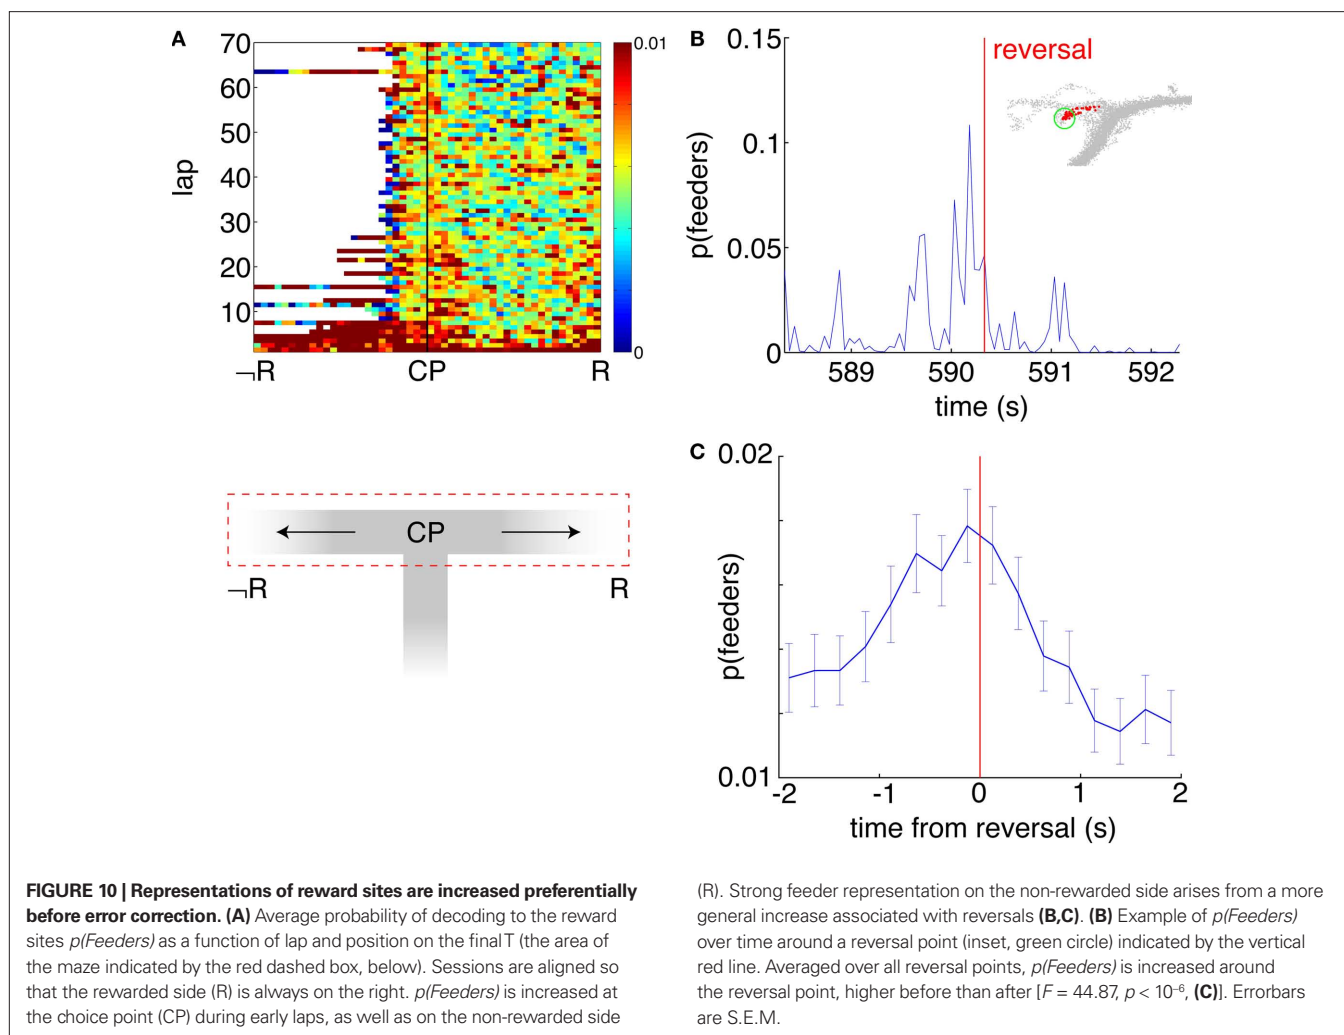 A
70
60
50
40
30
20
10
lap
¬R
CP
R
0.01
0
B
0.15
0.1
0.05
0
p(feeders)
reversal
589
590
591
592
time (s)
CP
¬R
R
C
0.02
0.01
p(feeders)
-2
-1
0
1
2
time from reversal (s)
FIGURE 10 | Representations of reward sites are increased preferentially
before error correction. (A) Average probability of decoding to the reward
sites p(Feeders) as a function of lap and position on the final T (the area of
the maze indicated by the red dashed box, below). Sessions are aligned so
that the rewarded side (R) is always on the right. p(Feeders) is increased at
the choice point (CP) during early laps, as well as on the non-rewarded side
(R). Strong feeder representation on the non-rewarded side arises from a more
general increase associated with reversals (B,C). (B) Example of p(Feeders)
over time around a reversal point (inset, green circle) indicated by the vertical
red line. Averaged over all reversal points, p(Feeders) is increased around
the reversal point, higher before than after [F = 44.87, p < 10⁻⁶, (C)]. Errorbars
are S.E.M.